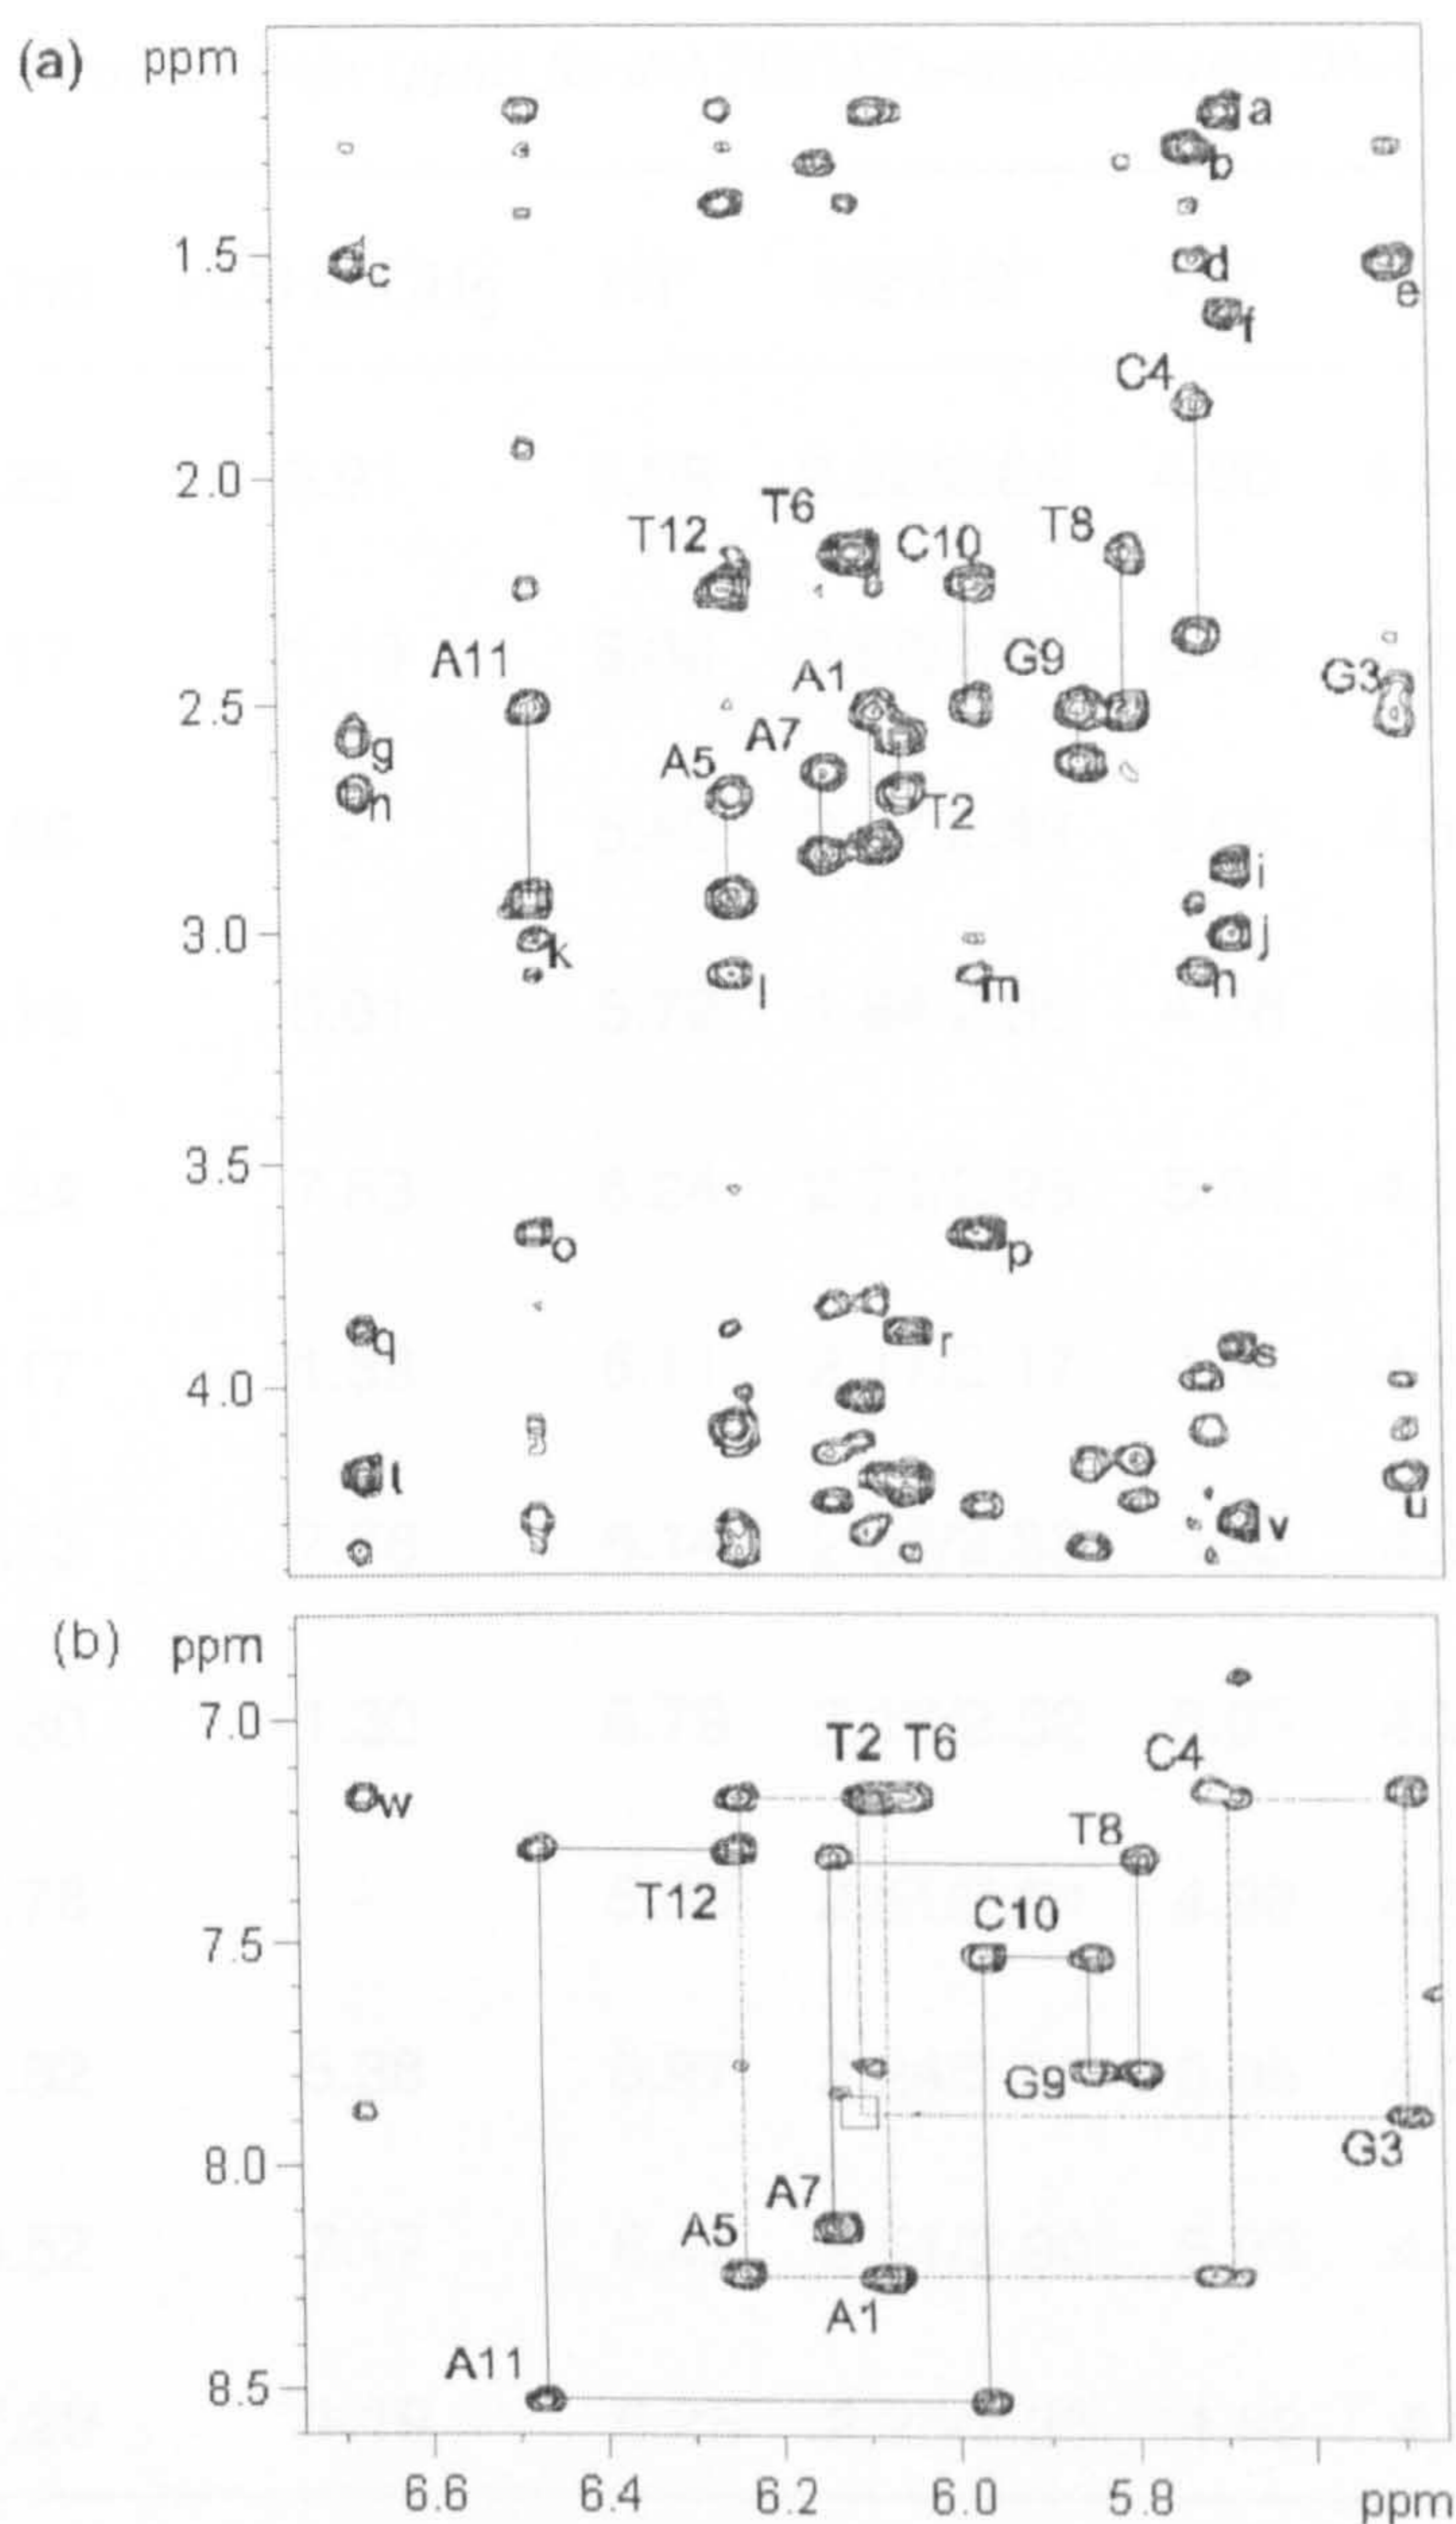 (a) ppm
a
b
1.5
c
d
e
f
C4
2.0
T12 T6 C10 T8
A11 A1 G9 G3
2.5
g A5 A7
h T2
i
3.0 k l m n j
3.5
o p
q r s
4.0
t u
v
(b) ppm
7.0 T2 T6 C4
w T8
T12 C10
7.5
G9
G3
8.0
A7
A5
A1
A11
8.5
6.6 6.4 6.2 6.0 5.8 ppm